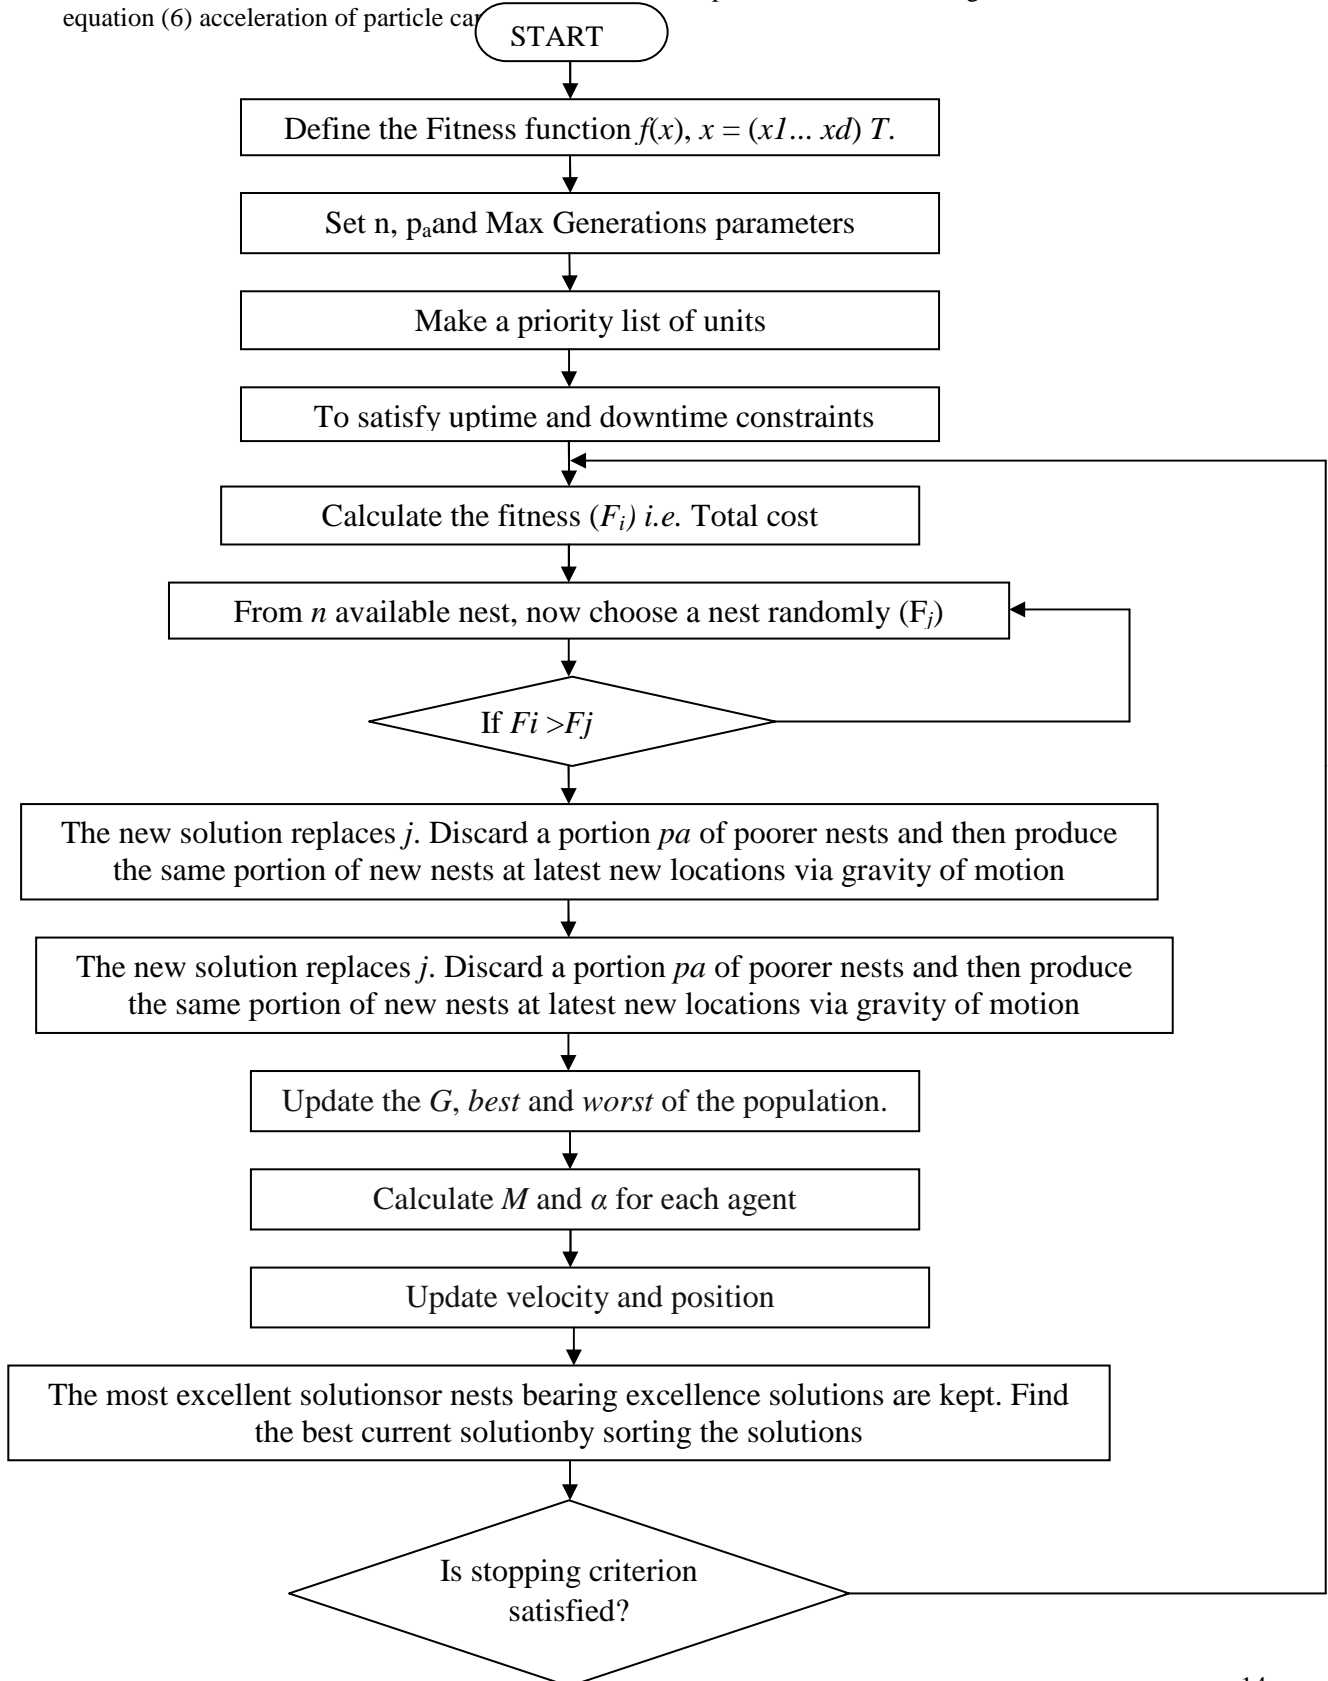 equation (6) acceleration of particle can
START
Define the Fitness function f(x), x = (x1... xd) T.
Set n, paand Max Generations parameters
Make a priority list of units
To satisfy uptime and downtime constraints
Calculate the fitness (Fi) i.e. Total cost
From n available nest, now choose a nest randomly (Fj)
If Fi >Fj
The new solution replaces j. Discard a portion pa of poorer nests and then produce
the same portion of new nests at latest new locations via gravity of motion
The new solution replaces j. Discard a portion pa of poorer nests and then produce
the same portion of new nests at latest new locations via gravity of motion
Update the G, best and worst of the population.
Calculate M and α for each agent
Update velocity and position
The most excellent solutionsor nests bearing excellence solutions are kept. Find
the best current solutionby sorting the solutions
Is stopping criterion
satisfied?